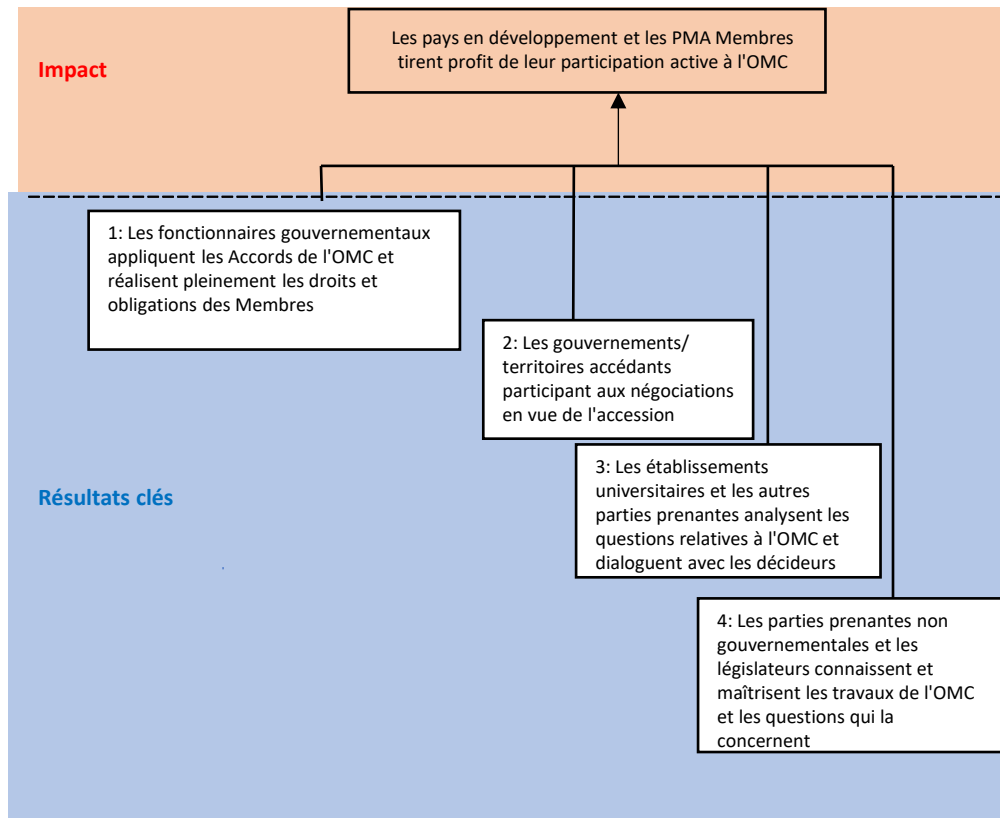 Les pays en développement et les PMA Membres
tirent profit de leur participation active à l'OMC
Impact
1: Les fonctionnaires gouvernementaux
appliquent les Accords de l'OMC et
réalisent pleinement les droits et
obligations des Membres
2: Les gouvernements/
territoires accédants
participant aux négociations
en vue de l'accession
3: Les établissements
universitaires et les autres
parties prenantes analysent les
questions relatives à l'OMC et
dialoguent avec les décideurs
Résultats clés
4: Les parties prenantes non
gouvernementales et les
législateurs connaissent et
maîtrisent les travaux de l'OMC
et les questions qui la
concernent